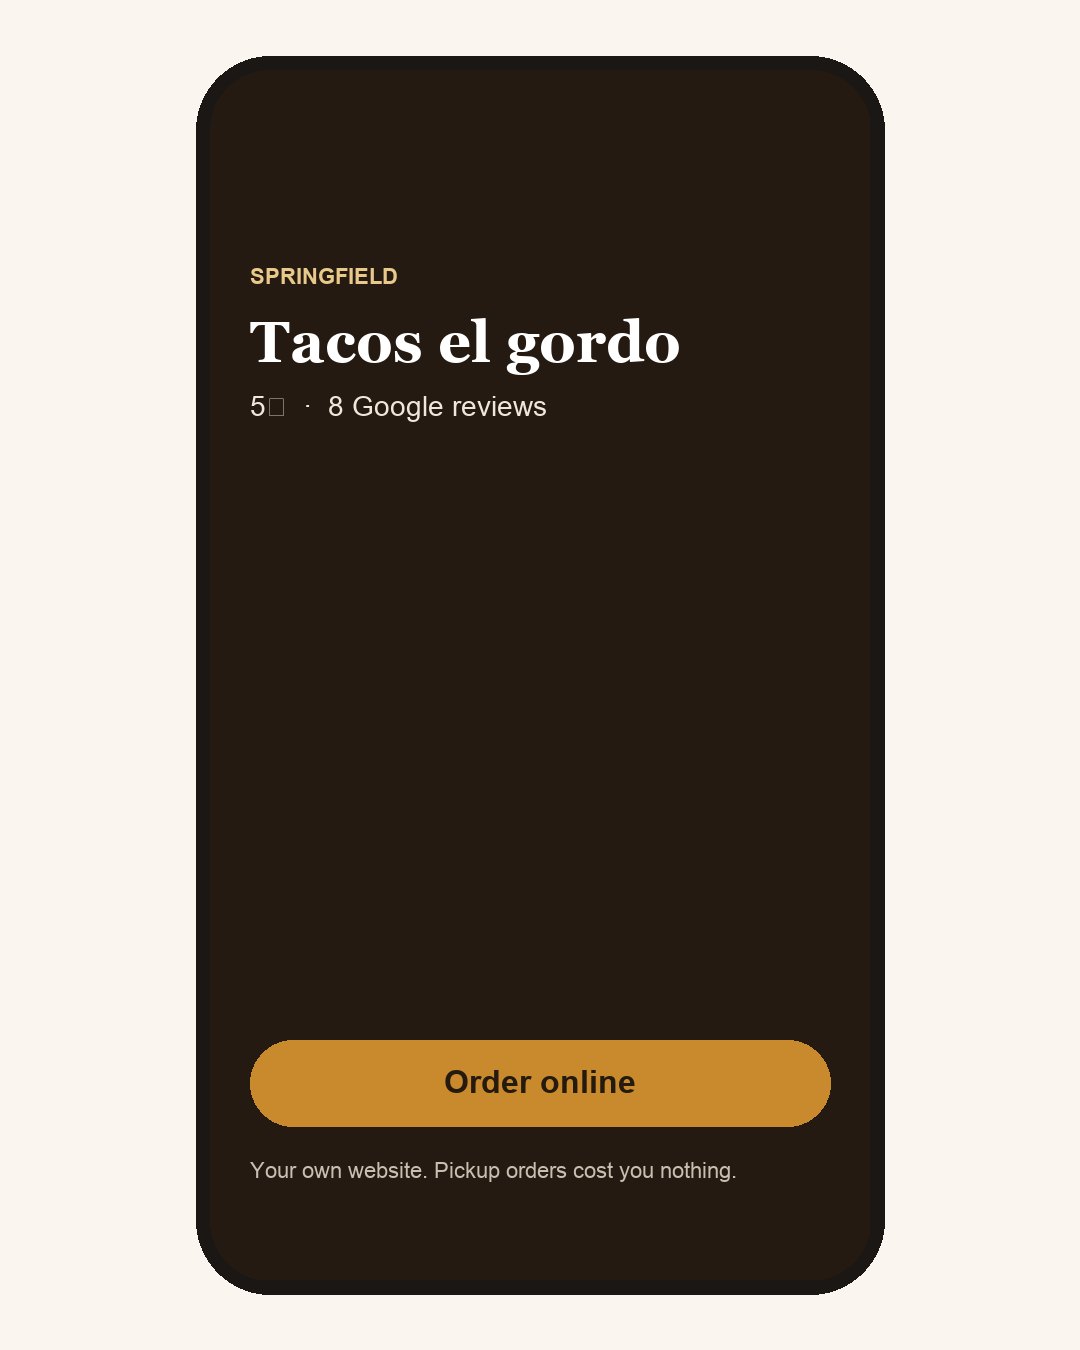 SPRINGFIELD
Tacos el gordo
5□ · 8 Google reviews
Order online
Your own website. Pickup orders cost you nothing.